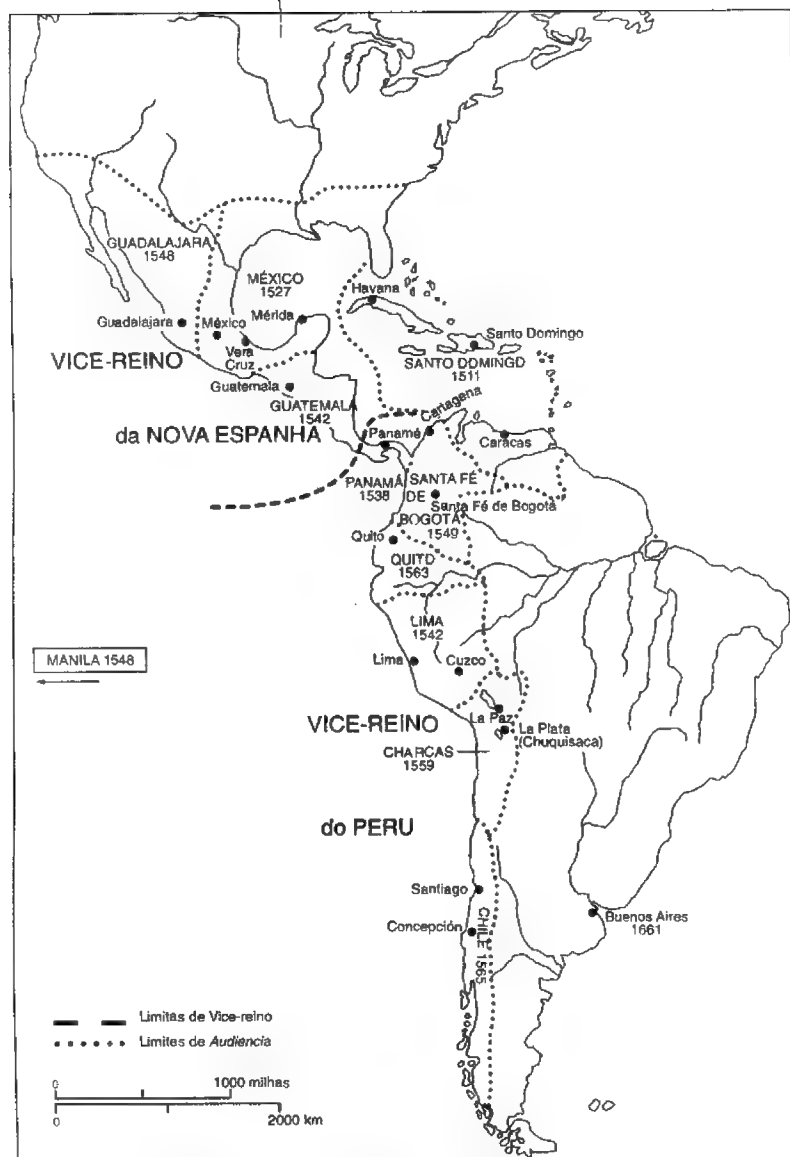 GUADALAJARA
1548
MÉXICO
1527
Havana
Guadalajara
México
Mérida
Vera
Cruz
Santo Domingo
SANTO DOMINGO
1511
VICE-REINO
Guatemala
GUATEMALA
1542
da NOVA ESPANHA
Cartagena
Panamé
Caracas
PANAMÁ
1538
SANTA FÉ
DE
BOGOTÁ
1549
Santa Fé de Bogotá
Quito
QUITO
1563
LIMA
1542
Lima
Cuzco
MANILA 1548
VICE-REINO
La Paz
La Plata
(Chuquisaca)
CHARCAS
1559
do PERU
Santiago
Concepción
CHILE 1565
Buenos Aires
1661
Limitas de Vice-reino
Limites de Audiencia
0 1000 milhas
0 2000 km